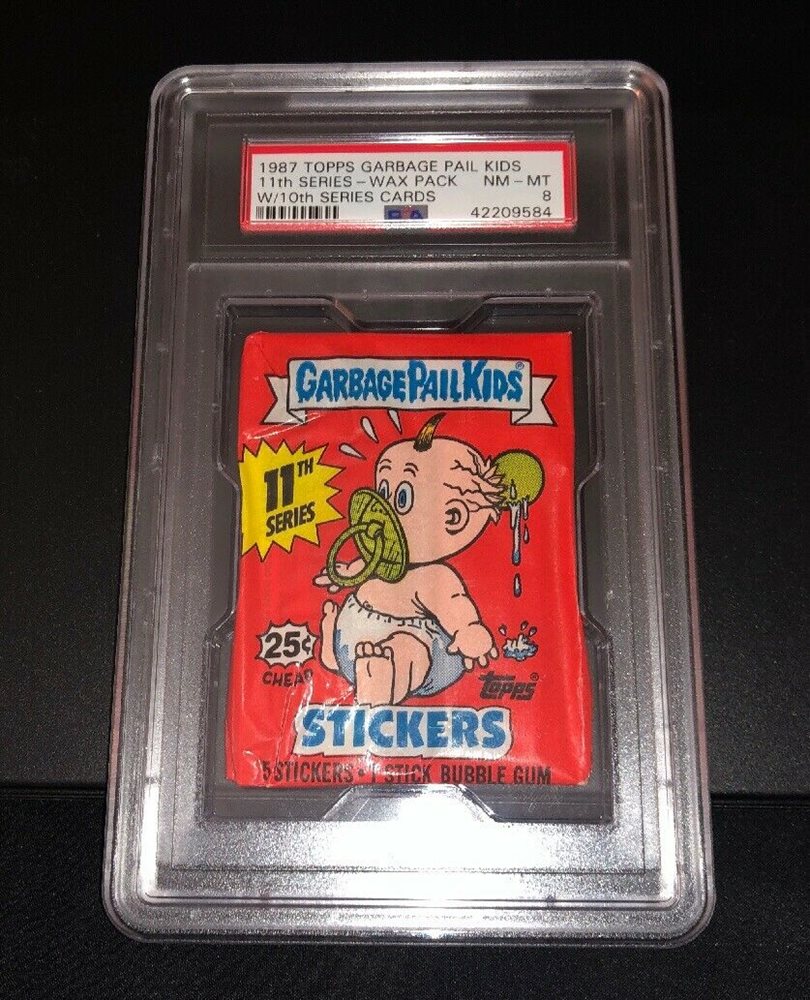 1987 TOPPS GARBAGE PAIL KIDS
11th SERIES - WAX PACK NM - MT
W/10th SERIES CARDS 8
PSA 42209584
GARBAGE PAIL KIDS®
11TH
SERIES
25¢
CHEAP
topps®
STICKERS
5 STICKERS • 1 STICK BUBBLE GUM